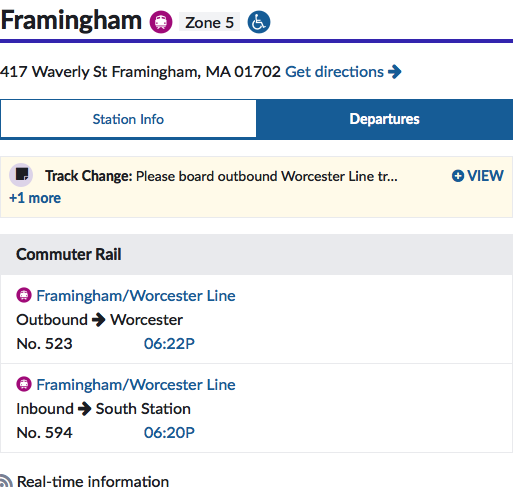 Framingham Zone 5
417 Waverly St Framingham, MA 01702 Get directions
Station Info
Departures
Track Change: Please board outbound Worcester Line tr... VIEW
+1 more
Commuter Rail
Framingham/Worcester Line
Outbound Worcester
No. 523 06:22P
Framingham/Worcester Line
Inbound South Station
No. 594 06:20P
Real-time information